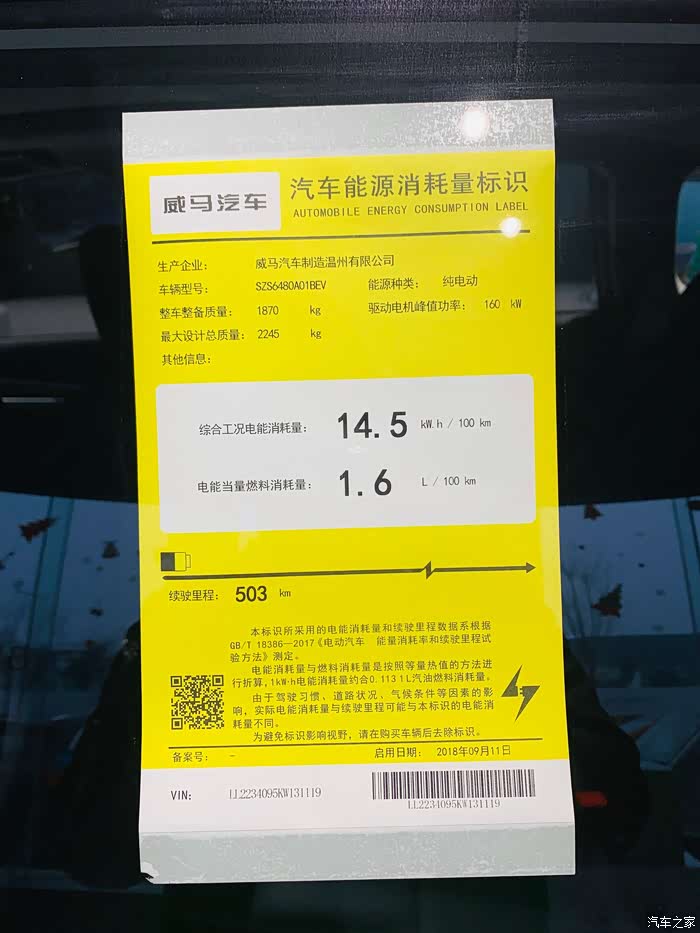 威马汽车
汽车能源消耗量标识
AUTOMOBILE ENERGY CONSUMPTION LABEL
生产企业: 威马汽车制造温州有限公司
车辆型号: SZS6480A01BEV 能源种类: 纯电动
整车整备质量: 1870 kg 驱动电机峰值功率: 160 kW
最大设计总质量: 2245 kg
其他信息:
综合工况电能消耗量: 14.5 kW.h / 100 km
电能当量燃料消耗量: 1.6 L / 100 km
续驶里程: 503 km
本标识所采用的电能消耗量和续驶里程数据系根据
GB/T 18386—2017《电动汽车 能量消耗率和续驶里程试
验方法》测定。
电能消耗量与燃料消耗量是按照等量热值的方法进
行折算,1kW·h电能消耗量约合0.113 1L汽油燃料消耗量。
由于驾驶习惯、道路状况、气候条件等因素的影
响,实际电能消耗量与续驶里程可能与本标识的电能消
耗量不同。
为避免标识影响视野,请在购买车辆后去除标识。
备案号: - 启用日期: 2018年09月11日
VIN: LL2234095KW131119
LL2234095KW131119
汽车之家